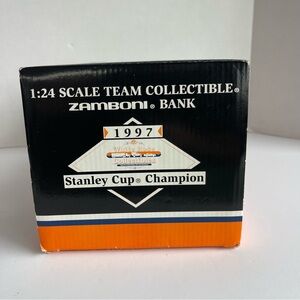 1:24 SCALE TEAM COLLECTIBLE®
ZAMBONI® BANK
1997
Stanley Cup® Champion